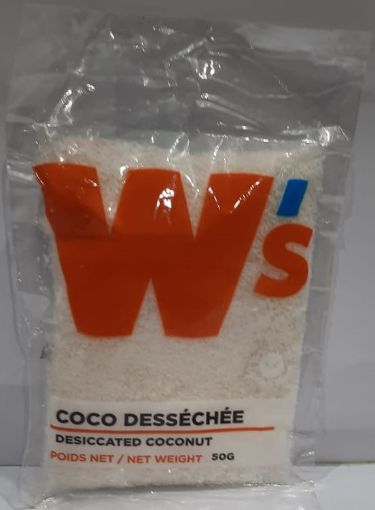 W's
COCO DESSÉCHÉE
DESICCATED COCONUT
POIDS NET / NET WEIGHT 50G